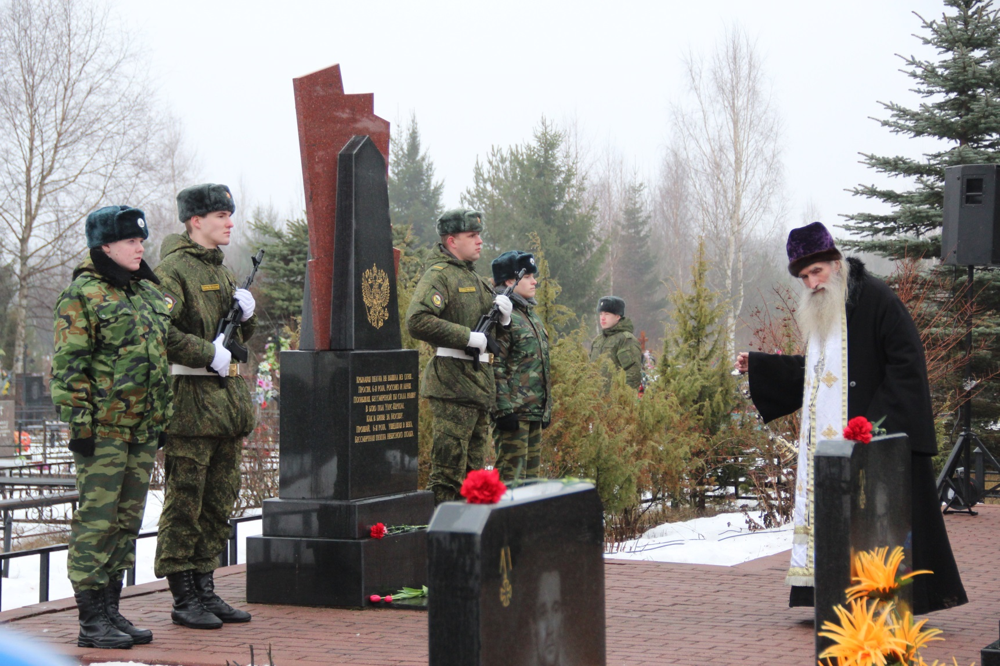 Крылатая пехота не вышла из огня...
Прости, 6-я рота, Россию и меня.
Погибшая, бессмертной ты стала навек
В бою под Улус-Кертом,
как в битве за Москву.
Прощай, 6-я рота, ушедшая в века,
Бессмертная пехота небесного полка.